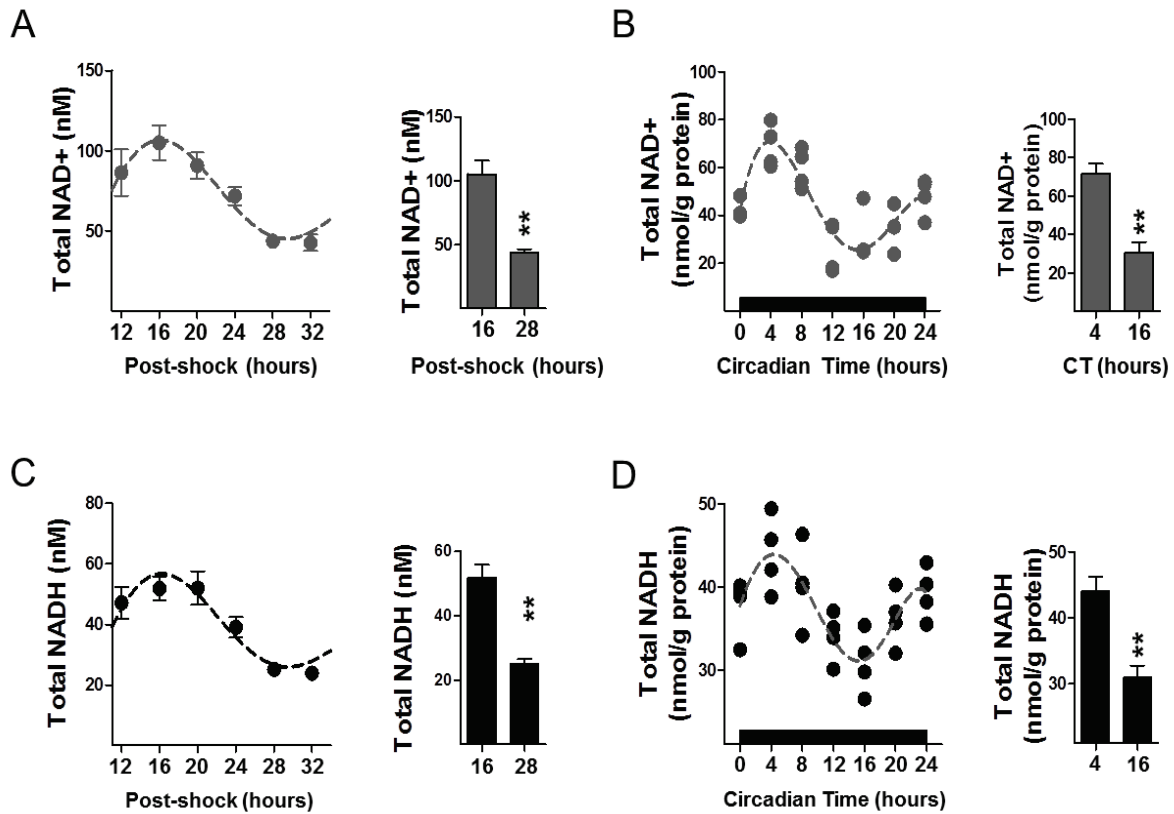 A
Total NAD+ (nM)
150
100
50
12 16 20 24 28 32
Post-shock (hours)
Total NAD+ (nM)
150
100
50
**
16 28
Post-shock (hours)
B
Total NAD+
(nmol/g protein)
100
80
60
40
20
0 4 8 12 16 20 24
Circadian Time (hours)
Total NAD+
(nmol/g protein)
100
80
60
40
20
**
4 16
CT (hours)
C
Total NADH (nM)
80
60
40
20
12 16 20 24 28 32
Post-shock (hours)
Total NADH (nM)
60
40
20
**
16 28
D
Total NADH
(nmol/g protein)
50
40
30
0 4 8 12 16 20 24
Circadian Time (hours)
Total NADH
(nmol/g protein)
50
40
30
**
4 16